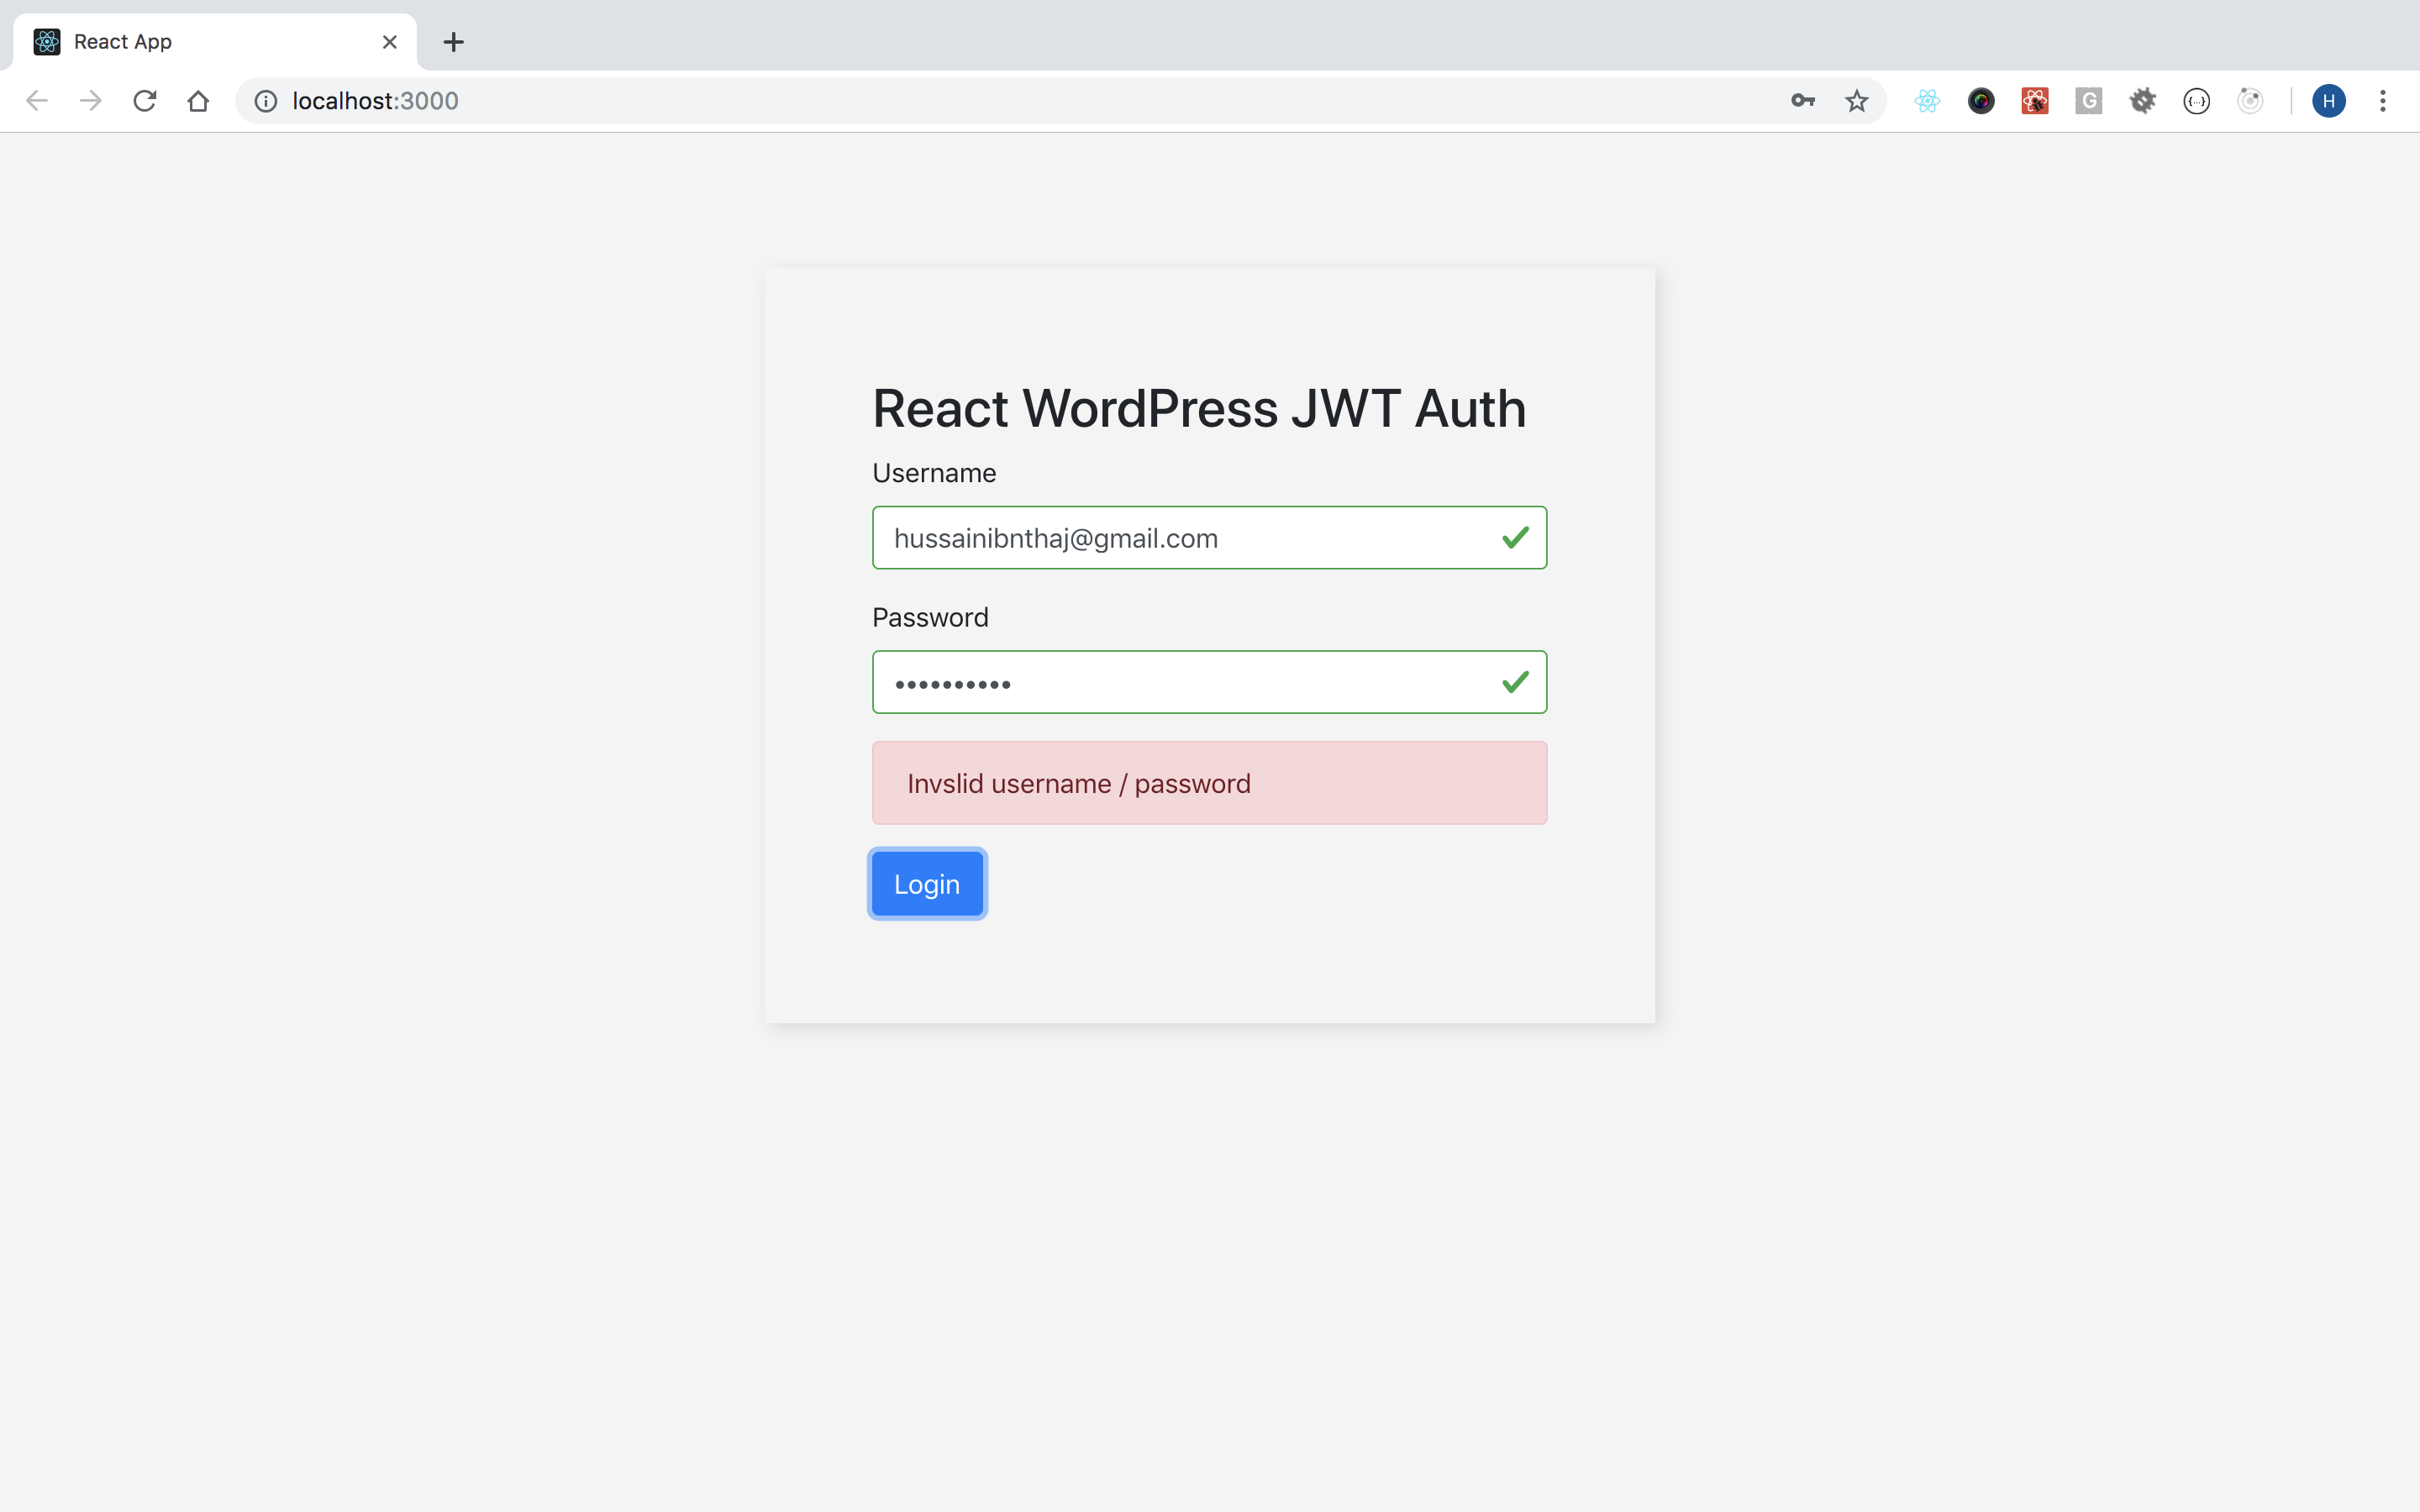 React App
localhost:3000
G
{...}
H
React WordPress JWT Auth
Username
hussainibnthaj@gmail.com
Password
••••••••••
Invslid username / password
Login